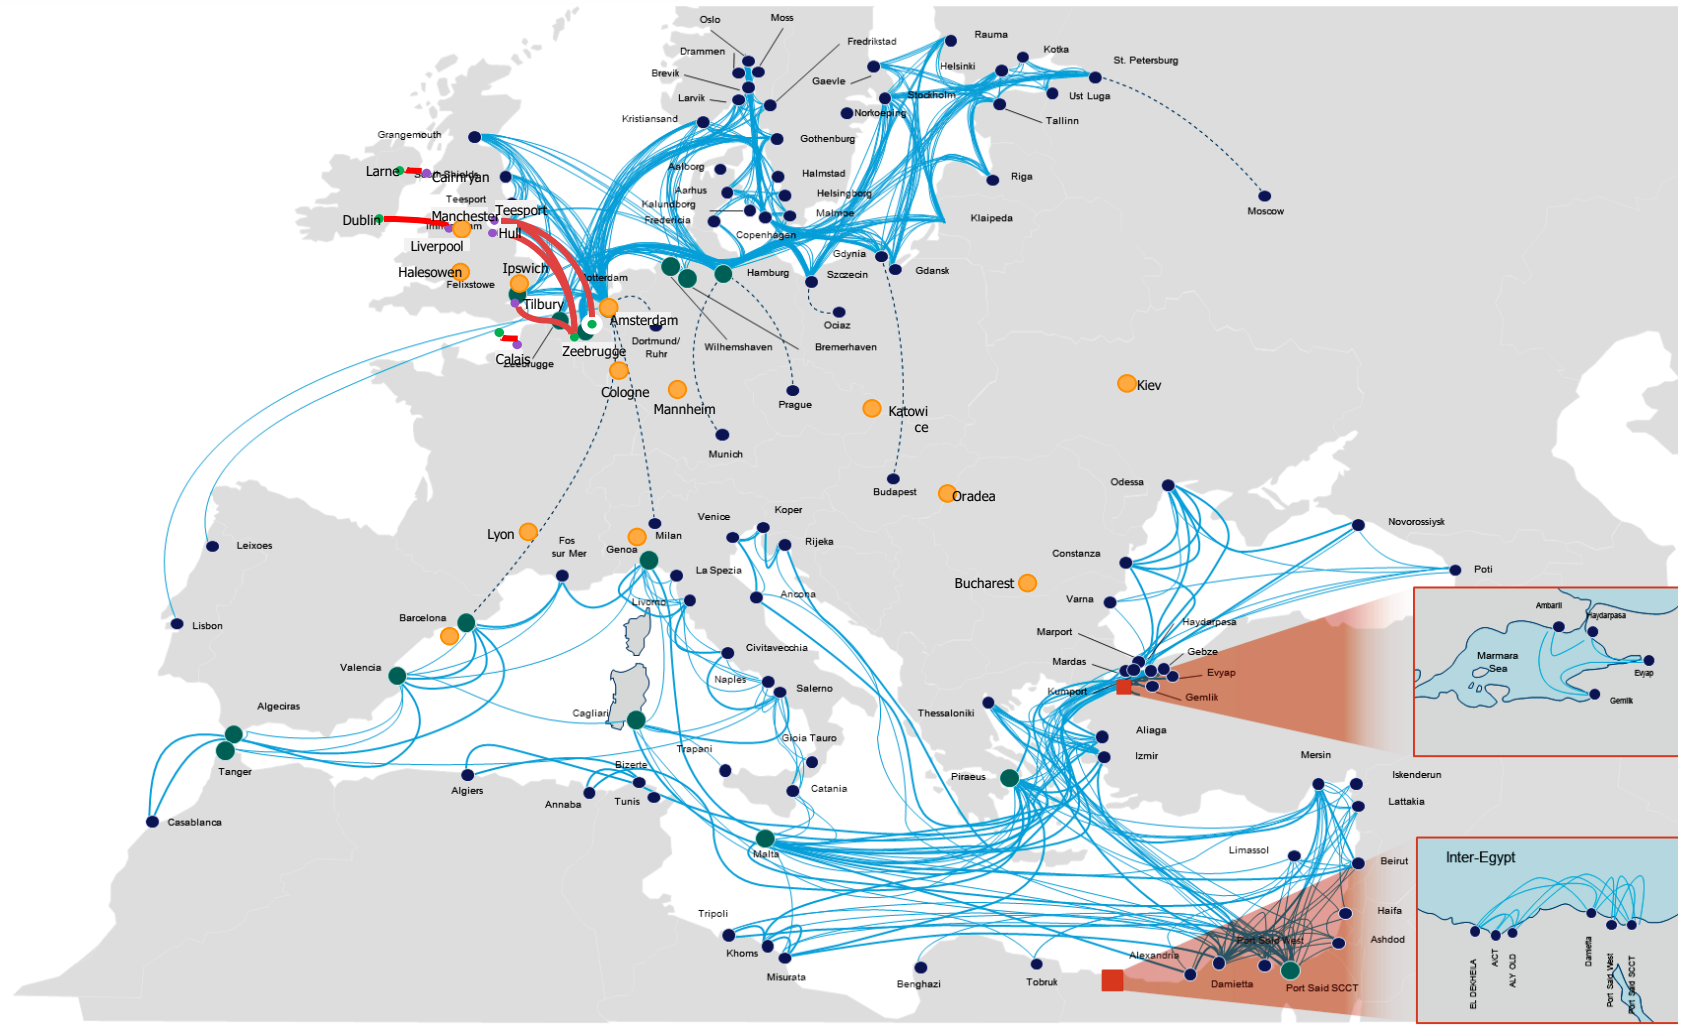 Oslo
Moss
Drammen
Fredrikstad
Rauma
Kotka
St. Petersburg
Brevik
Gaevle
Helsinki
Larvik
Stockholm
Ust Luga
Kristiansand
Norkoeping
Tallinn
Grangemouth
Gothenburg
Larne
Cairnryan
Aalborg
Halmstad
Riga
Aarhus
Helsingborg
Teesport
Kalundborg
Malmoe
Moscow
Dublin
Manchester
Teesport
Fredericia
Klaipeda
Hull
Copenhagen
Liverpool
Gdynia
Halesowen
Ipswich
Hamburg
Szczecin
Gdansk
Felixstowe
Rotterdam
Tilbury
Amsterdam
Ociaz
Dortmund/
Ruhr
Wilhemshaven
Bremerhaven
Calais
Zeebrugge
Zeebrugge
Cologne
Mannheim
Prague
Kiev
Katowi
ce
Munich
Budapest
Oradea
Odessa
Venice
Koper
Novorossiysk
Lyon
Fos
sur Mer
Genoa
Milan
Rijeka
Leixoes
Constanza
La Spezia
Poti
Bucharest
Ancona
Livorno
Varna
Lisbon
Barcelona
Haydarpasa
Marport
Civitavecchia
Gebze
Valencia
Mardas
Naples
Salerno
Evyap
Kumport
Gemlik
Algeciras
Cagliari
Thessaloniki
Aliaga
Gioia Tauro
Trapani
Izmir
Mersin
Tanger
Bizerte
Piraeus
Iskenderun
Algiers
Annaba
Tunis
Catania
Lattakia
Casablanca
Malta
Limassol
Beirut
Tripoli
Haifa
Khoms
Port Said West
Ashdod
Alexandria
Misurata
Benghazi
Tobruk
Damietta
Port Said SCCT
Ambarli
Haydarpasa
Marmara
Sea
Evyap
Gemlik
Inter-Egypt
EL DEKHELA
ACT
ALY OLD
Damietta
Port Said West
Port Said SCCT